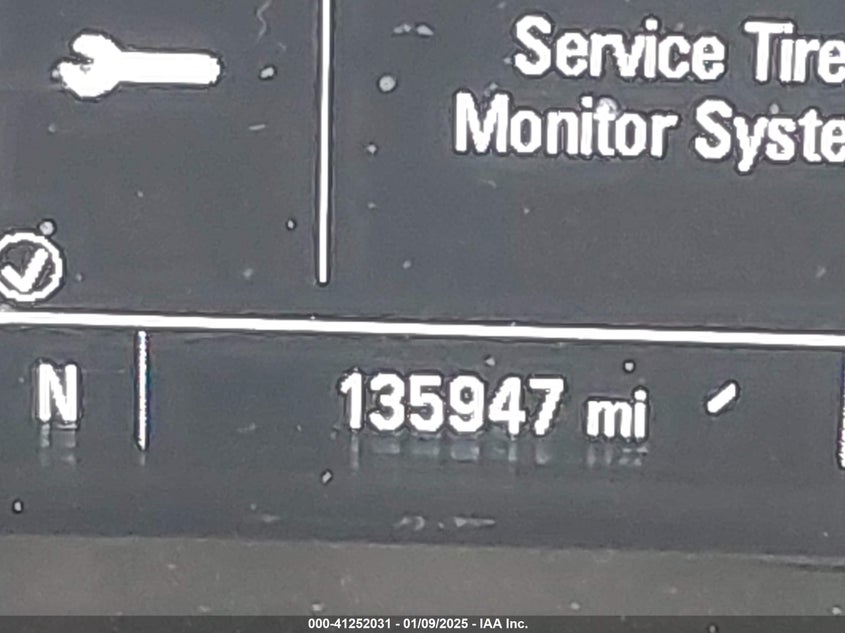 Service Tire
Monitor Syste
N
135947 mi
000-41252031 - 01/09/2025 - IAA Inc.